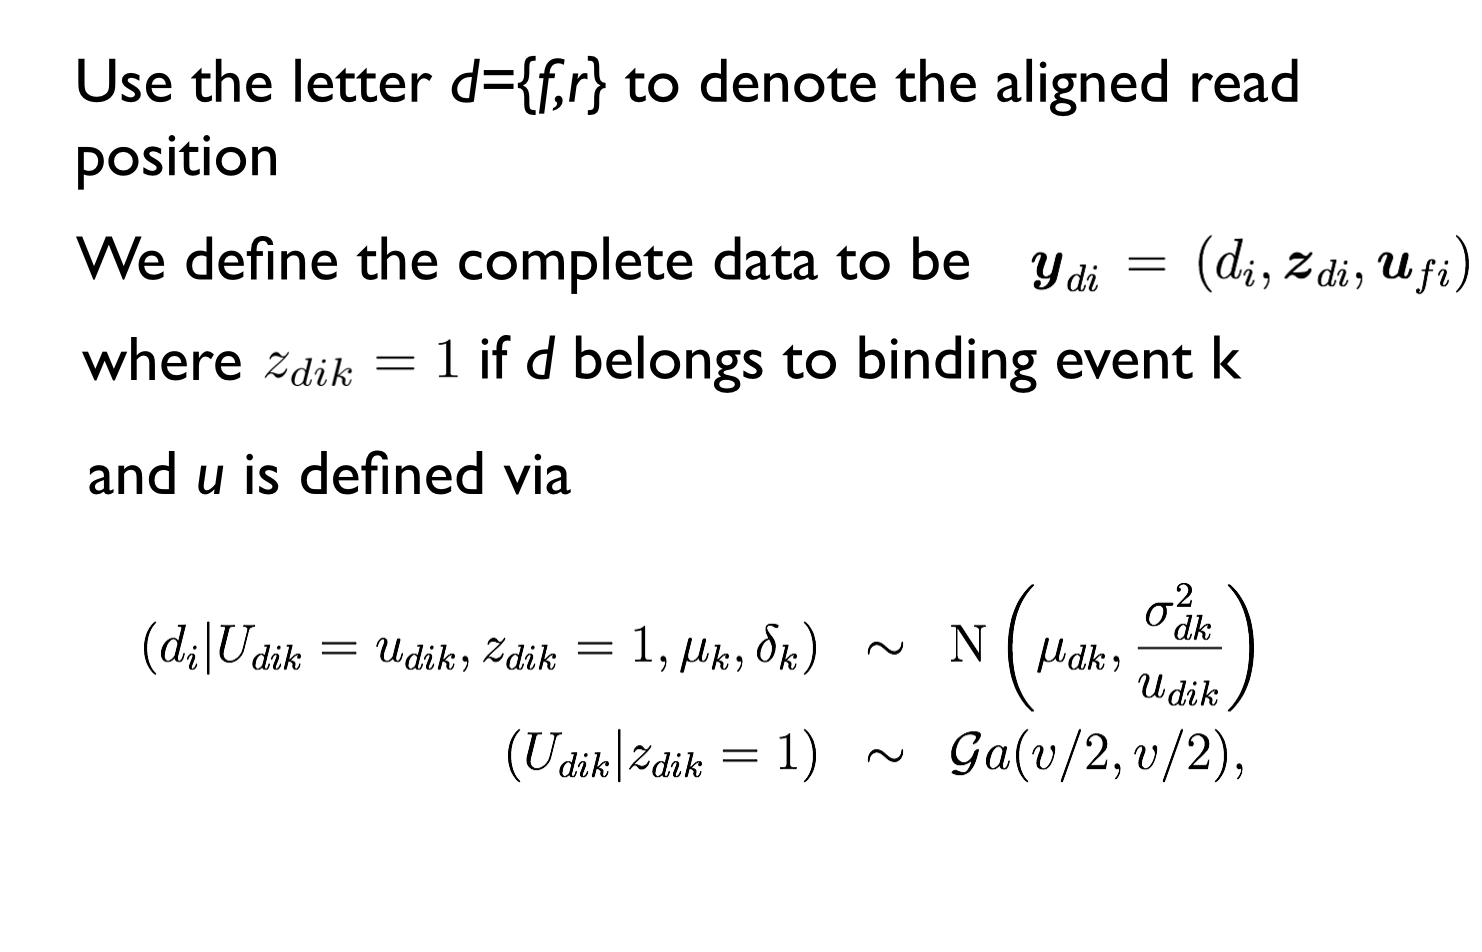 Use the letter d={f,r} to denote the aligned read
position
We define the complete data to be $\boldsymbol{y}_{di} = (d_i, \boldsymbol{z}_{di}, \boldsymbol{u}_{fi})$
where $z_{dik} = 1$ if d belongs to binding event k
and u is defined via
$(d_i|U_{dik} = u_{dik}, z_{dik} = 1, \mu_k, \delta_k) \sim \mathrm{N}\left(\mu_{dk}, \frac{\sigma^2_{dk}}{u_{dik}}\right)$
$(U_{dik}|z_{dik} = 1) \sim \mathcal{G}a(v/2, v/2),$